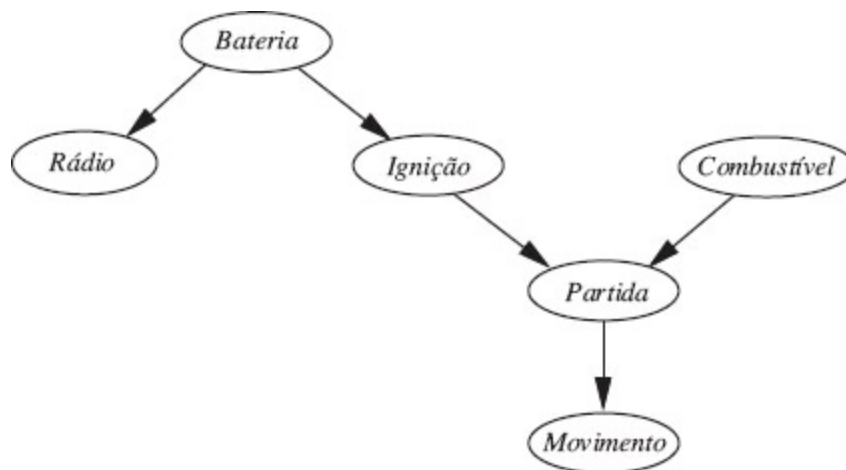 Bateria
Rádio
Ignição
Combustível
Partida
Movimento